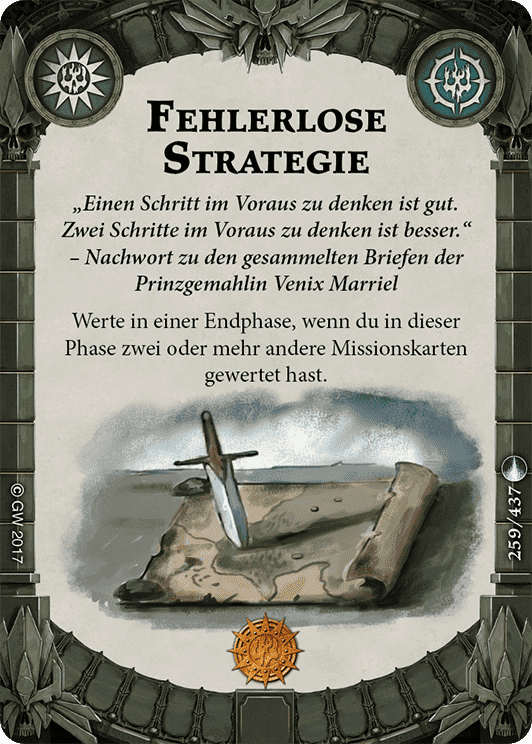 Fehlerlose
Strategie
„Einen Schritt im Voraus zu denken ist gut.
Zwei Schritte im Voraus zu denken ist besser.“
– Nachwort zu den gesammelten Briefen der
Prinzgemahlin Venix Marriel
Werte in einer Endphase, wenn du in dieser
Phase zwei oder mehr andere Missionskarten
gewertet hast.
© GW 2017
259/437